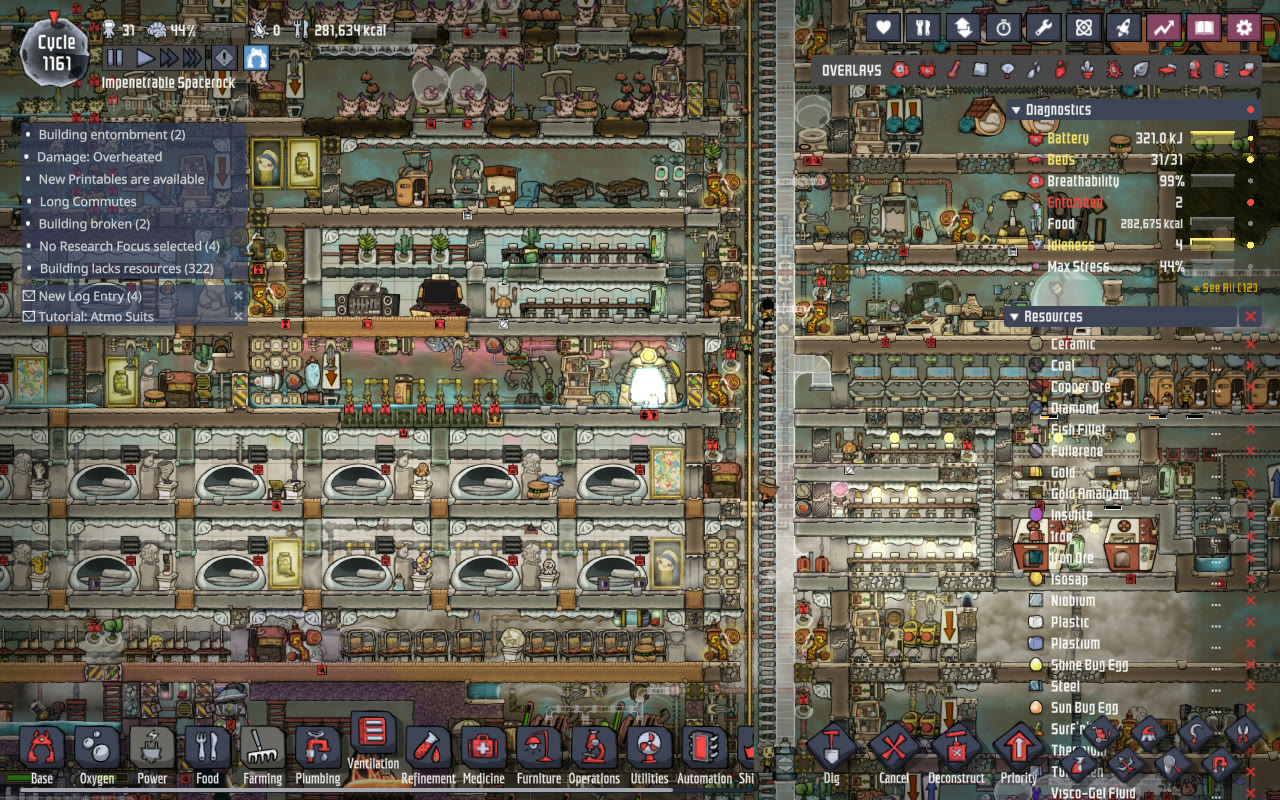 Cycle
1161
31
44%
0
281,634 kcal
Impenetrable Spacerock
OVERLAYS
Building entombment (2)
Damage: Overheated
New Printables are available
Long Commutes
Building broken (2)
No Research Focus selected (4)
Building lacks resources (322)
New Log Entry (4)
Tutorial: Atmo Suits
Diagnostics
Battery 321.0 kJ
Beds 31/31
Breathability 99%
Entombed 2
Food 282,675 kcal
Idleness 4
Max Stress 44%
+ See All (12)
Resources
Ceramic ...
Coal ...
Copper Ore ...
Diamond ...
Fish Fillet ...
Fullerene ...
Gold ...
Gold Amalgam ...
Insulite ...
Iron ...
Iron Ore ...
Isosap ...
Niobium ...
Plastic ...
Plastium ...
Shine Bug Egg ...
Steel ...
Sun Bug Egg ...
Visco-Gel Fluid
Base
Oxygen
Power
Food
Farming
Plumbing
Ventilation
Refinement
Medicine
Furniture
Operations
Utilities
Automation
Shi
Dig
Cancel
Deconstruct
Priority